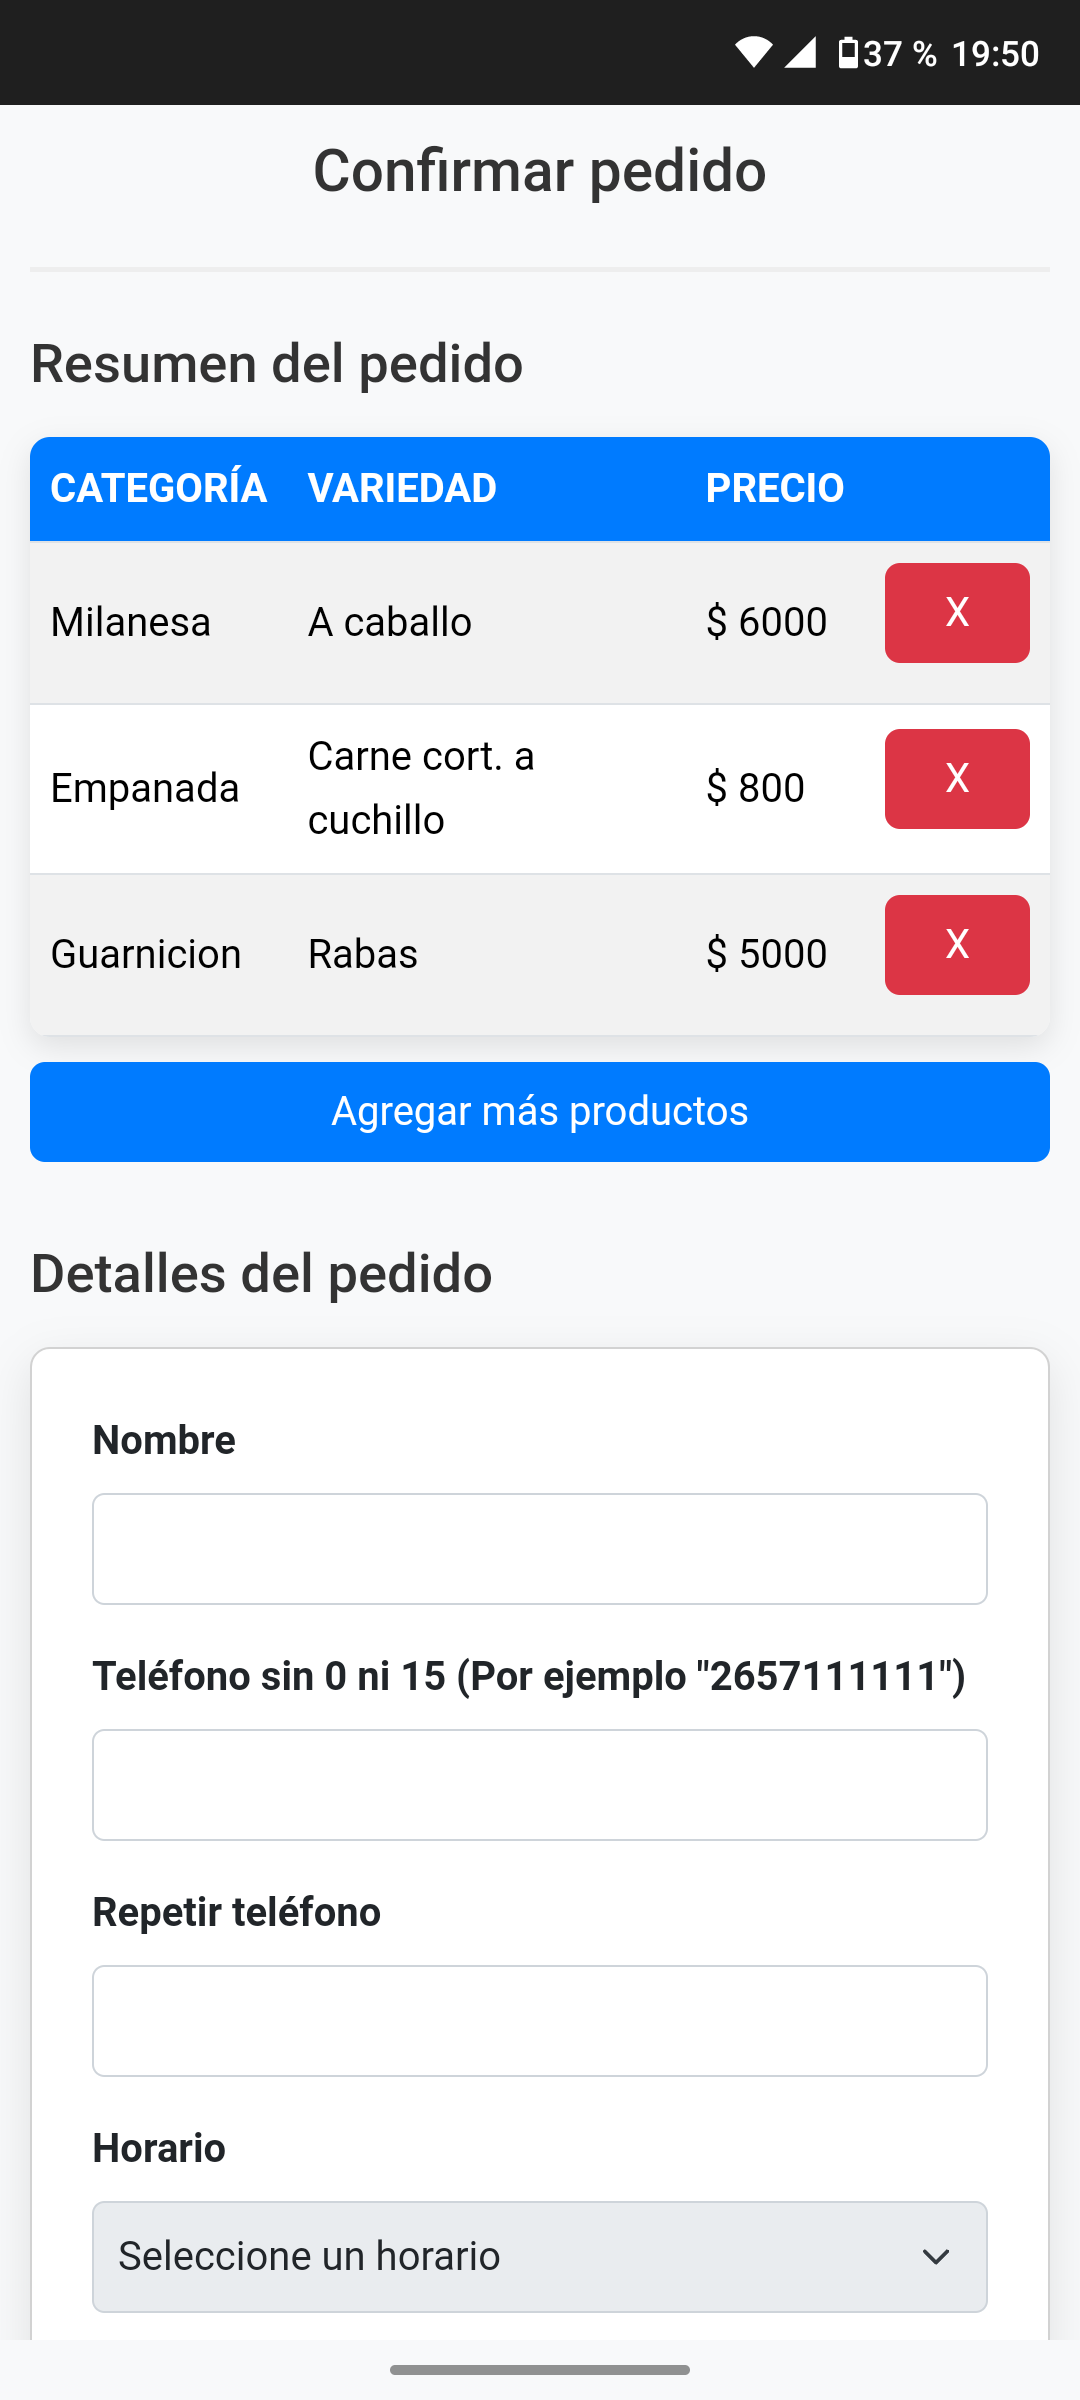 37 % 19:50
Confirmar pedido
Resumen del pedido
CATEGORÍA VARIEDAD PRECIO
Milanesa A caballo $ 6000 X
Empanada Carne cort. a cuchillo $ 800 X
Guarnicion Rabas $ 5000 X
Agregar más productos
Detalles del pedido
Nombre
Teléfono sin 0 ni 15 (Por ejemplo "2657111111")
Repetir teléfono
Horario
Seleccione un horario